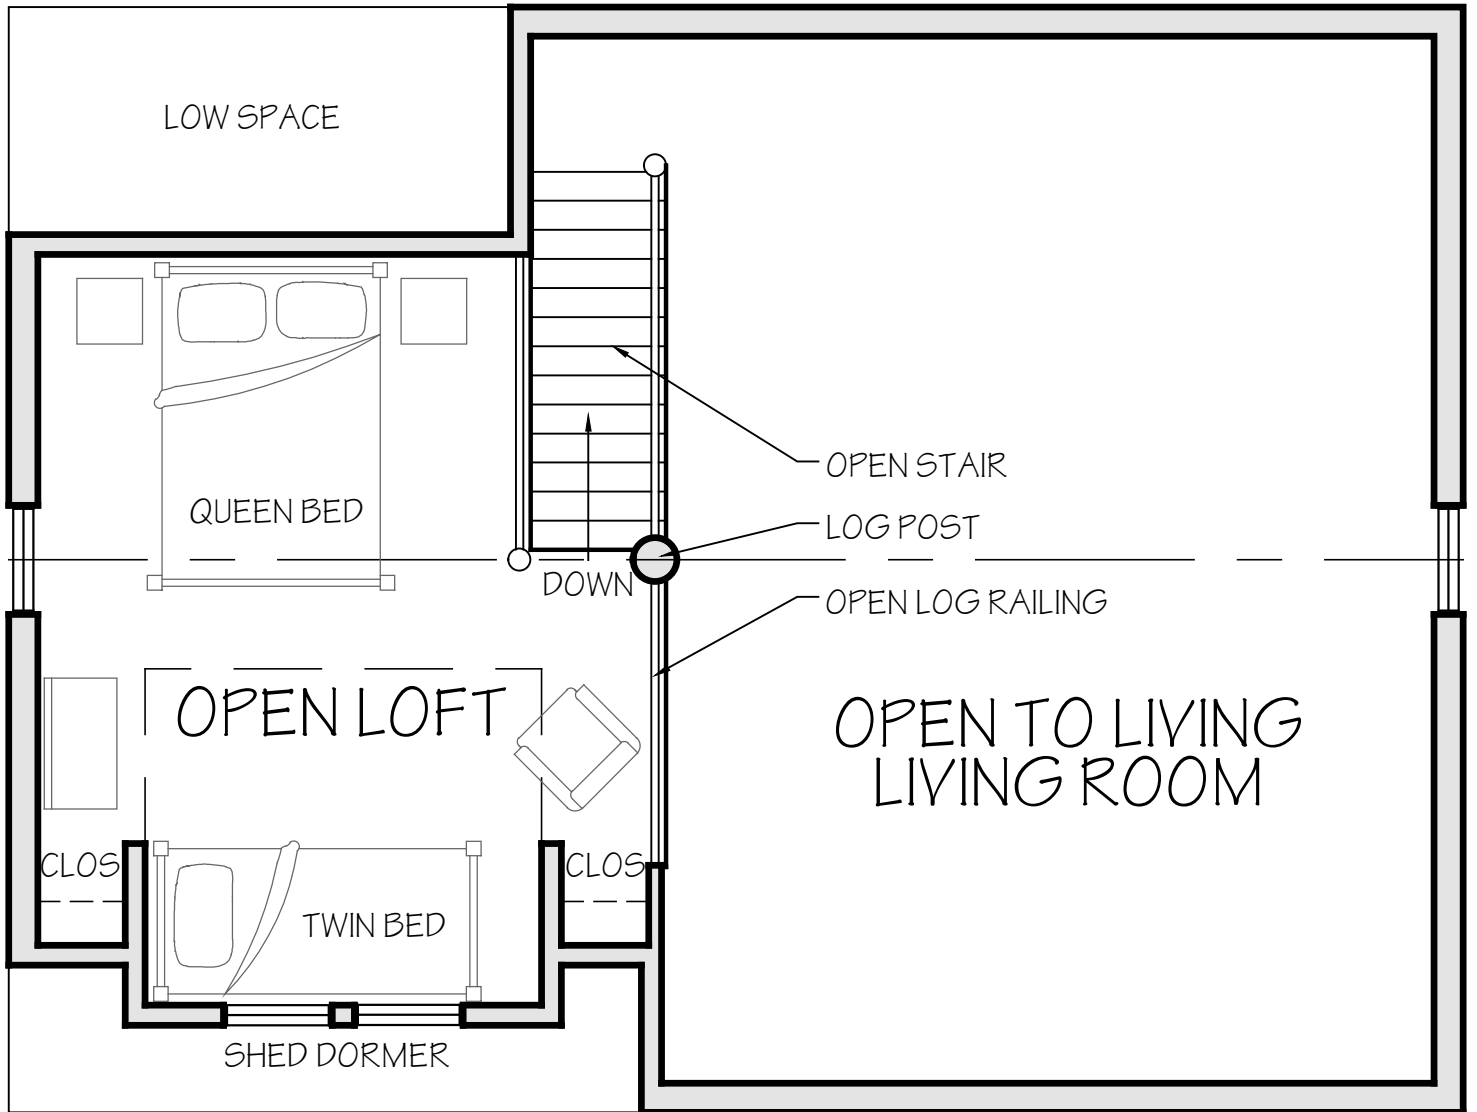 LOW SPACE
QUEEN BED
OPEN STAIR
LOG POST
DOWN
OPEN LOG RAILING
OPEN LOFT
OPEN TO LIVING
LIVING ROOM
CLOS
CLOS
TWIN BED
SHED DORMER